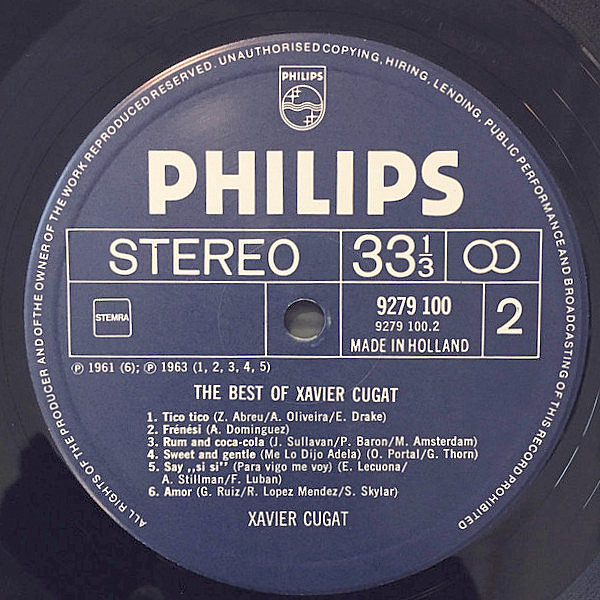 ALL RIGHTS OF THE PRODUCER AND OF THE OWNER OF THE WORK REPRODUCED RESERVED. UNAUTHORISED COPYING, HIRING, LENDING, PUBLIC PERFORMANCE AND BROADCASTING OF THIS RECORD PROHIBITED
PHILIPS
PHILIPS
STEREO 33 1/3
STEMRA
9279 100
9279 100.2
MADE IN HOLLAND
2
Ⓟ 1961 (6); Ⓟ 1963 (1, 2, 3, 4, 5)
THE BEST OF XAVIER CUGAT
1. Tico tico (Z. Abreu/A. Oliveira/E. Drake)
2. Frénési (A. Dominguez)
3. Rum and coca-cola (J. Sullavan/P. Baron/M. Amsterdam)
4. Sweet and gentle (Me Lo Dijo Adela) (O. Portal/G. Thorn)
5. Say „si si” (Para vigo me voy) (E. Lecuona/
A. Stillman/F. Luban)
6. Amor (G. Ruiz/R. Lopez Mendez/S. Skylar)
XAVIER CUGAT